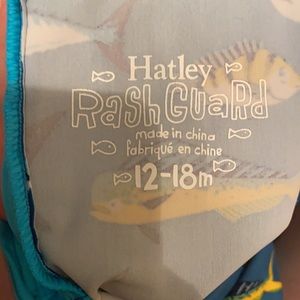 Hatley
RashGuard
made in china
fabriqué en chine
12-18m